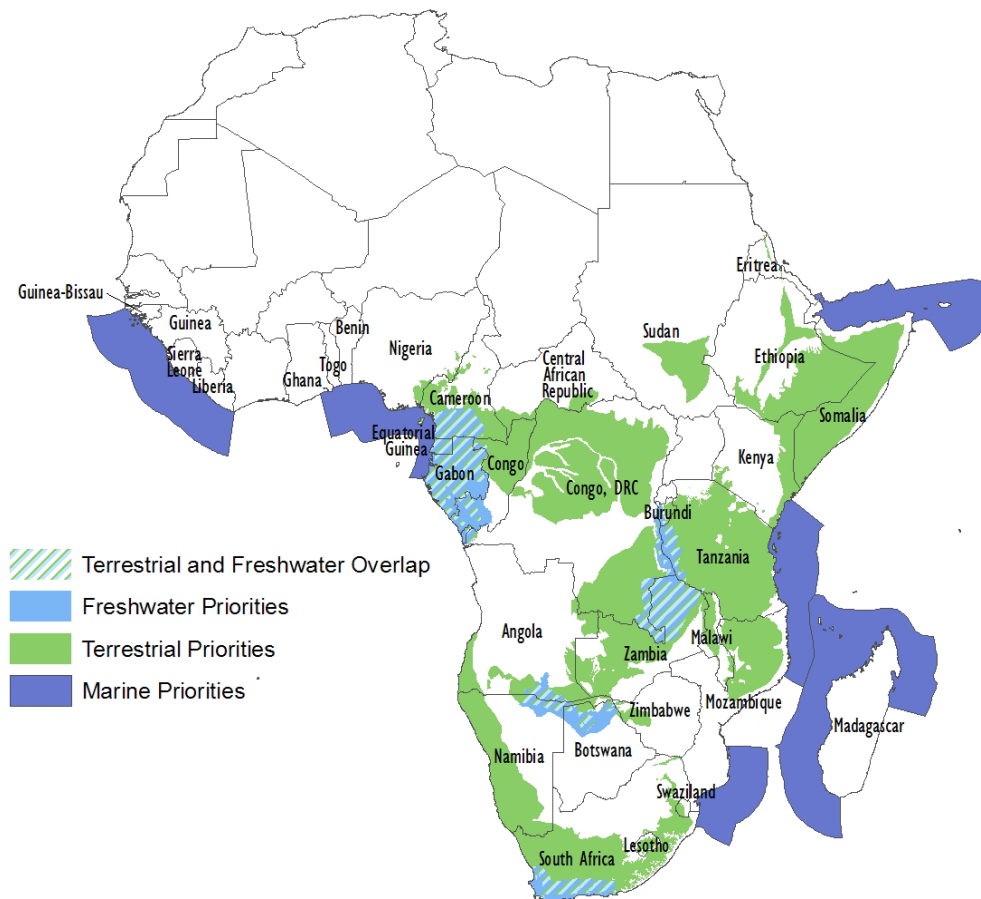 Eritrea
Guinea-Bissau
Guinea
Benin
Nigeria
Sudan
Ethiopia
Sierra
Leone
Liberia
Ghana
Togo
Central
African
Republic
Cameroon
Somalia
Equatorial
Guinea
Gabon
Congo
Congo, DRC
Kenya
Burundi
Tanzania
Terrestrial and Freshwater Overlap
Freshwater Priorities
Terrestrial Priorities
Marine Priorities
Angola
Malawi
Zambia
Zimbabwe
Mozambique
Madagascar
Namibia
Botswana
Swaziland
Lesotho
South Africa